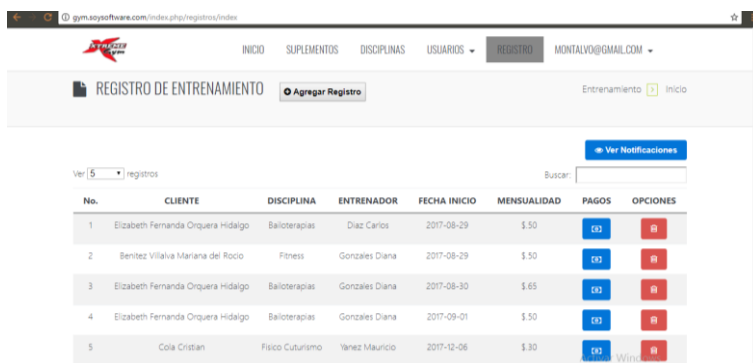 gym.soysoftware.com/index.php/registros/index
XTREME gym INICIO SUPLEMENTOS DISCIPLINAS USUARIOS REGISTRO MONTALVO@GMAIL.COM
REGISTRO DE ENTRENAMIENTO Agregar Registro Entrenamiento Inicio
Ver Notificaciones
Ver 5 registros Buscar:
No. CLIENTE DISCIPLINA ENTRENADOR FECHA INICIO MENSUALIDAD PAGOS OPCIONES
1 Elizabeth Fernanda Orquera Hidalgo Bailoterapias Diaz Carlos 2017-08-29 $.50
2 Benitez Villalva Mariana del Rocio Fitness Gonzales Diana 2017-08-29 $.50
3 Elizabeth Fernanda Orquera Hidalgo Bailoterapias Gonzales Diana 2017-08-30 $.65
4 Elizabeth Fernanda Orquera Hidalgo Bailoterapias Gonzales Diana 2017-09-01 $.50
5 Cola Cristian Fisico Cuturismo Yanez Mauricio 2017-12-06 $.30